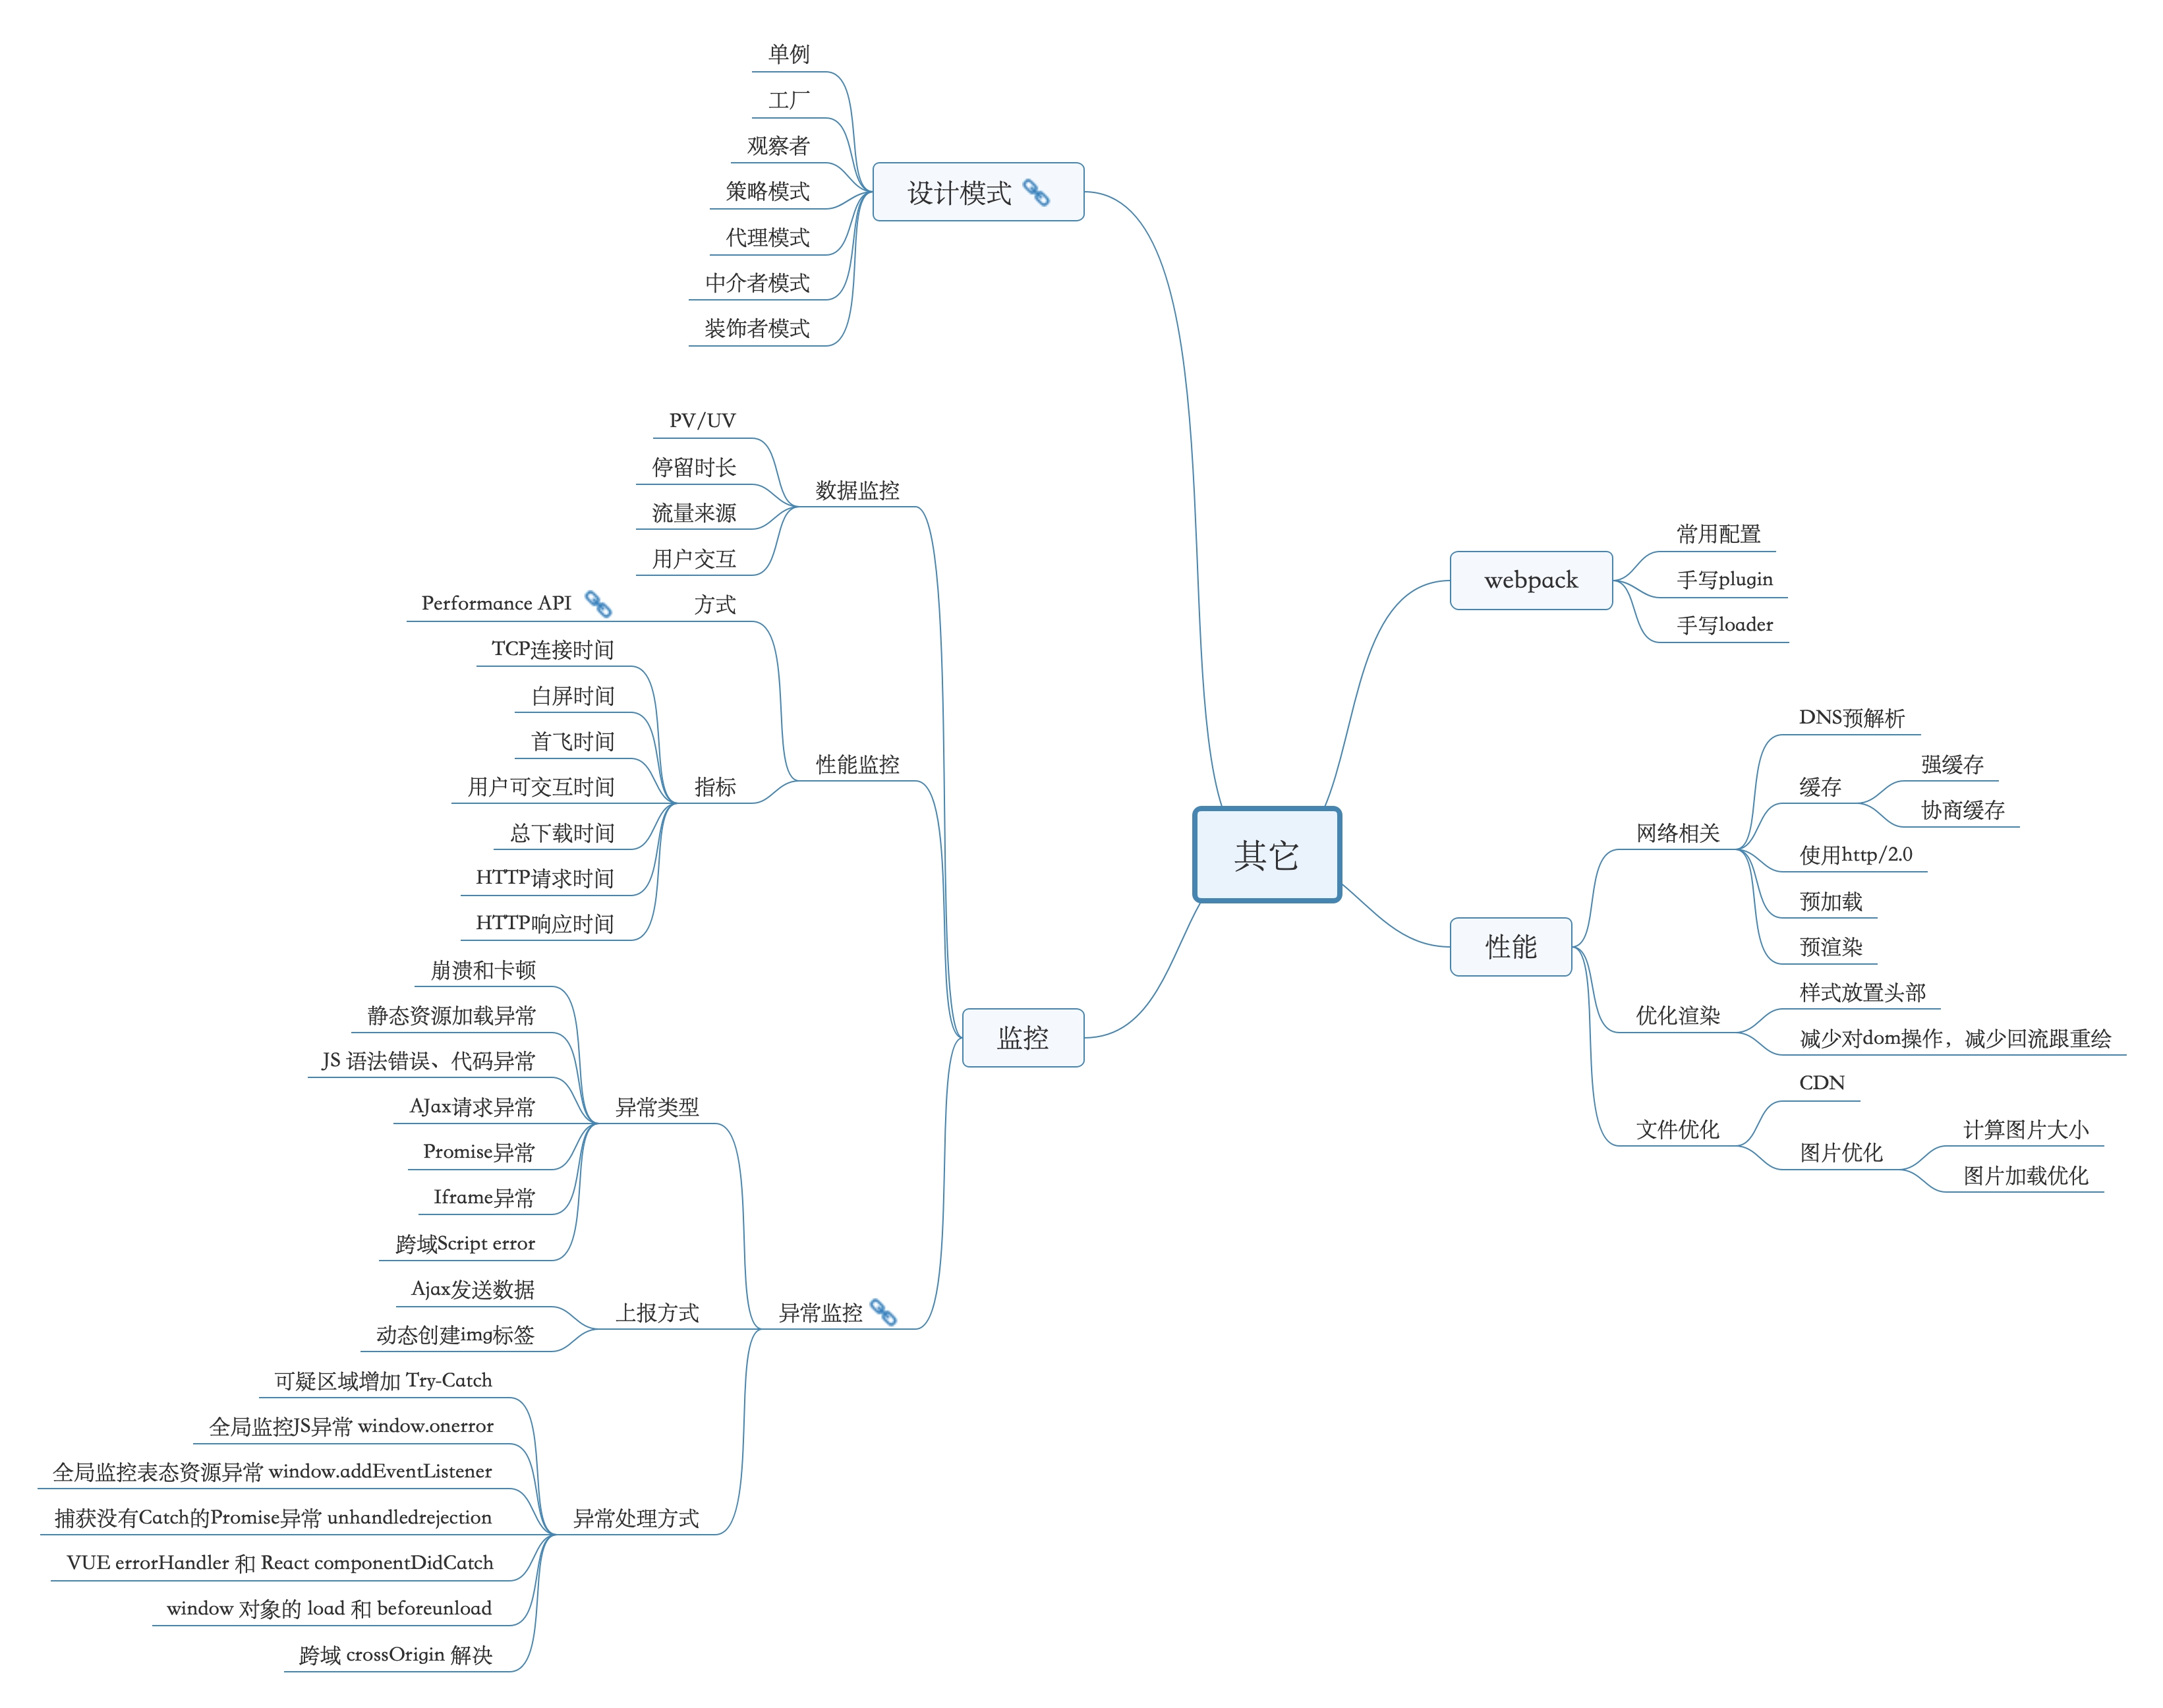 其它
设计模式
单例
工厂
观察者
策略模式
代理模式
中介者模式
装饰者模式
监控
数据监控
PV/UV
停留时长
流量来源
用户交互
性能监控
方式
Performance API
指标
TCP连接时间
白屏时间
首飞时间
用户可交互时间
总下载时间
HTTP请求时间
HTTP响应时间
异常监控
异常类型
崩溃和卡顿
静态资源加载异常
JS 语法错误、代码异常
AJax请求异常
Promise异常
Iframe异常
跨域Script error
上报方式
Ajax发送数据
动态创建img标签
异常处理方式
可疑区域增加 Try-Catch
全局监控JS异常 window.onerror
全局监控表态资源异常 window.addEventListener
捕获没有Catch的Promise异常 unhandledrejection
VUE errorHandler 和 React componentDidCatch
window 对象的 load 和 beforeunload
跨域 crossOrigin 解决
webpack
常用配置
手写plugin
手写loader
性能
网络相关
DNS预解析
缓存
强缓存
协商缓存
使用http/2.0
预加载
预渲染
优化渲染
样式放置头部
减少对dom操作，减少回流跟重绘
文件优化
CDN
图片优化
计算图片大小
图片加载优化